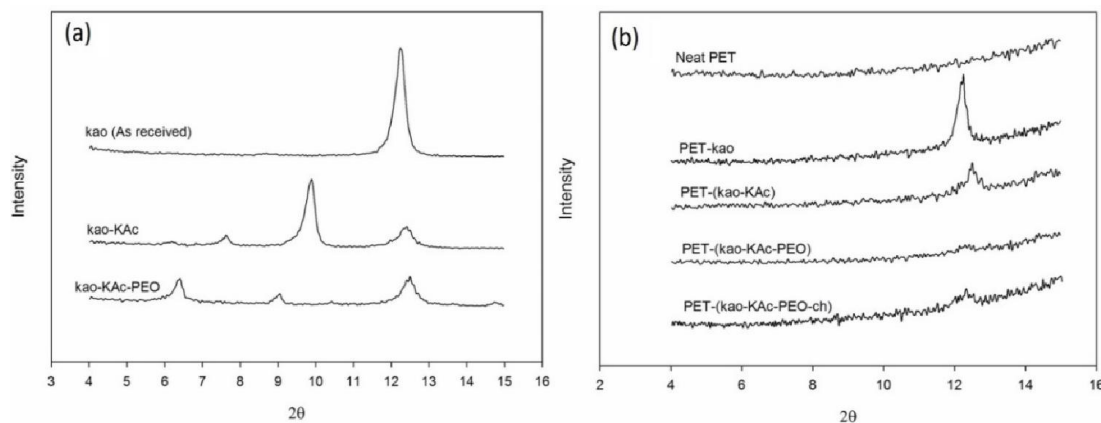 (a)
kao (As received)
kao-KAc
kao-KAc-PEO
Intensity
3 4 5 6 7 8 9 10 11 12 13 14 15 16
2θ
(b)
Neat PET
PET-kao
PET-(kao-KAc)
PET-(kao-KAc-PEO)
PET-(kao-KAc-PEO-ch)
Intensity
2 4 6 8 10 12 14 16
2θ